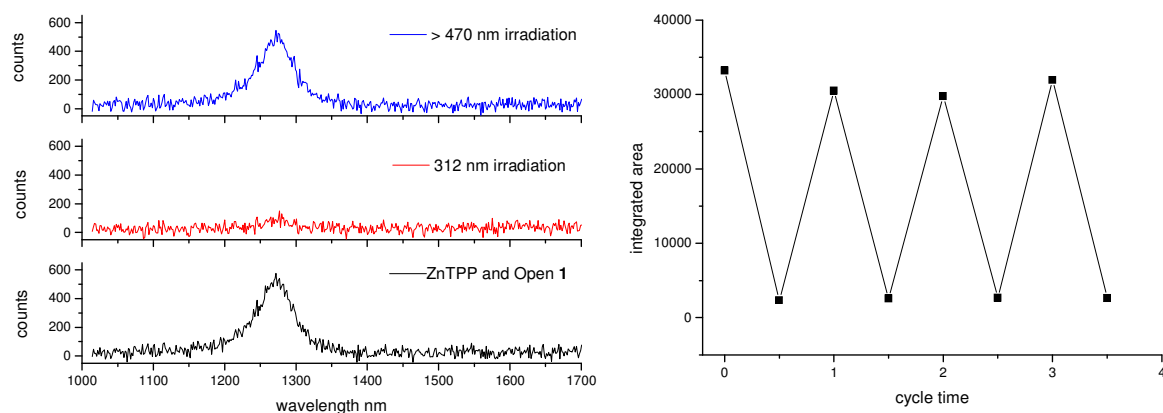 600
400
200
0
counts
> 470 nm irradiation
600
400
200
0
counts
312 nm irradiation
600
400
200
0
counts
ZnTPP and Open 1
1000 1100 1200 1300 1400 1500 1600 1700
wavelength nm
40000
30000
20000
10000
0
integrated area
0 1 2 3 4
cycle time